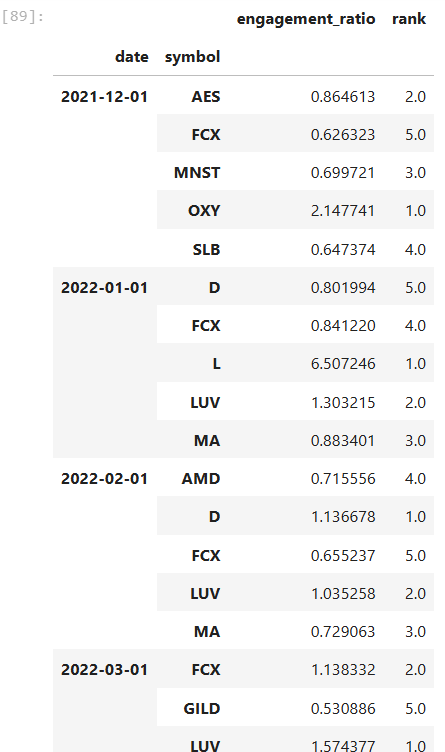 [89]:
engagement_ratio rank
date symbol
2021-12-01 AES 0.864613 2.0
FCX 0.626323 5.0
MNST 0.699721 3.0
OXY 2.147741 1.0
SLB 0.647374 4.0
2022-01-01 D 0.801994 5.0
FCX 0.841220 4.0
L 6.507246 1.0
LUV 1.303215 2.0
MA 0.883401 3.0
2022-02-01 AMD 0.715556 4.0
D 1.136678 1.0
FCX 0.655237 5.0
LUV 1.035258 2.0
MA 0.729063 3.0
2022-03-01 FCX 1.138332 2.0
GILD 0.530886 5.0
LUV 1.574377 1.0